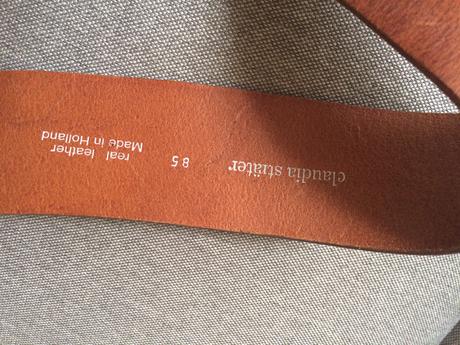 claudia sträter
85
real leather
Made in Holland